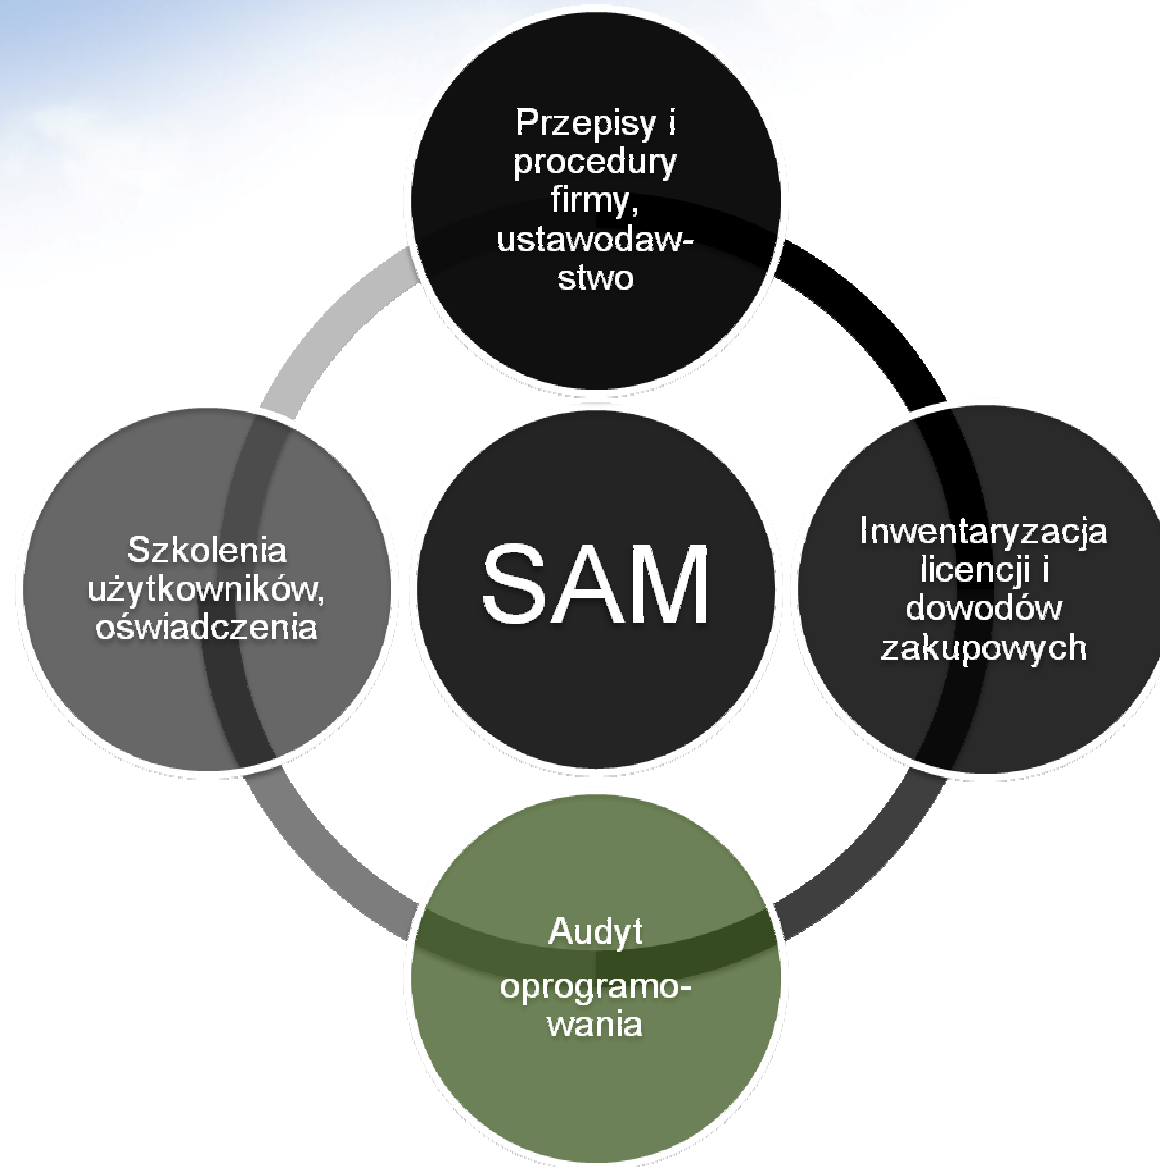 Przepisy i
procedury
firmy,
ustawodaw-
stwo
Szkolenia
użytkowników,
oświadczenia
SAM
Inwentaryzacja
licencji i
dowodów
zakupowych
Audyt
oprogramo-
wania